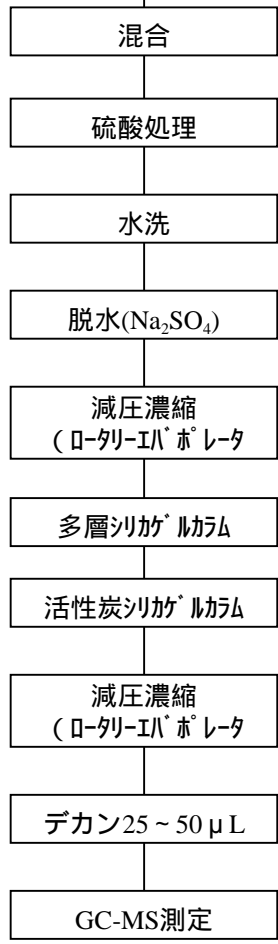 混合
硫酸処理
水洗
脱水(Na₂SO₄)
減圧濃縮
(ﾛｰﾀﾘｰｴﾊﾞﾎﾟﾚｰﾀ
多層ｼﾘｶｹﾞﾙｶﾗﾑ
活性炭ｼﾘｶｹﾞﾙｶﾗﾑ
減圧濃縮
(ﾛｰﾀﾘｰｴﾊﾞﾎﾟﾚｰﾀ
デカン25～50μL
GC-MS測定